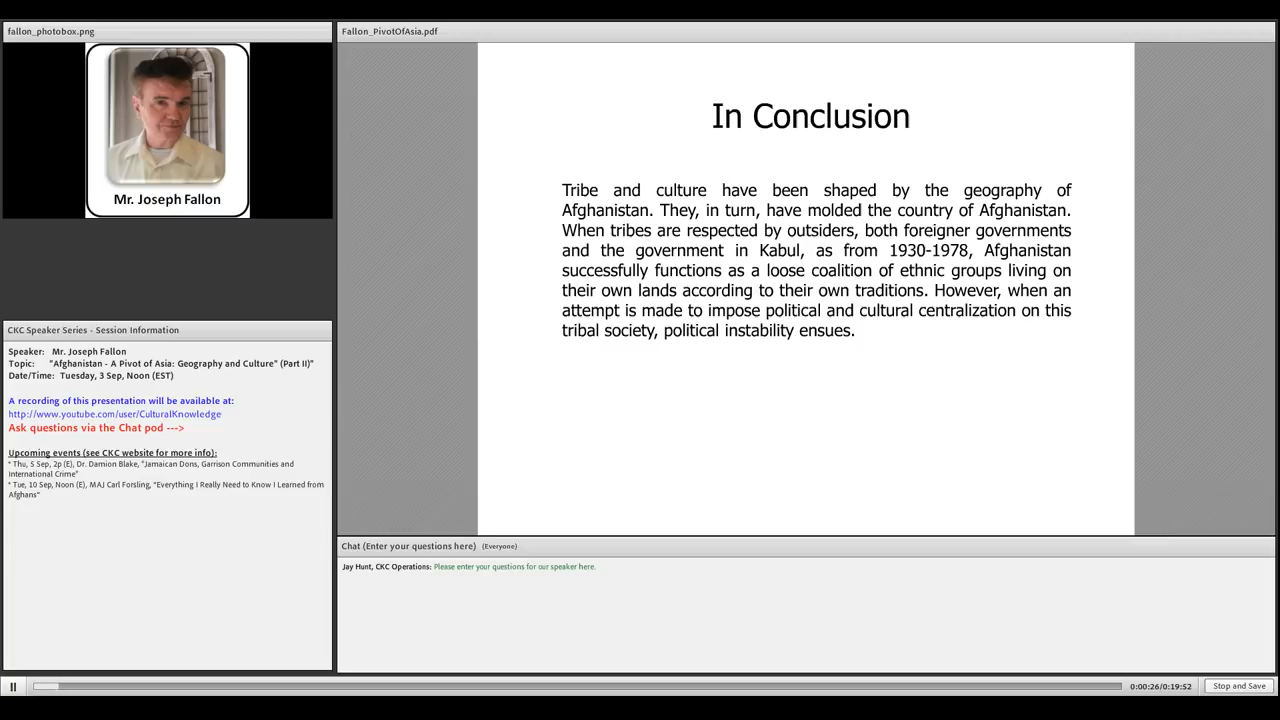 fallon_photobox.png
Mr. Joseph Fallon
CKC Speaker Series - Session Information
Speaker: Mr. Joseph Fallon
Topic: "Afghanistan - A Pivot of Asia: Geography and Culture" (Part II)"
Date/Time: Tuesday, 3 Sep, Noon (EST)
A recording of this presentation will be available at:
http://www.youtube.com/user/CulturalKnowledge
Ask questions via the Chat pod --->
Upcoming events (see CKC website for more info):
* Thu, 5 Sep, 2p (E), Dr. Damion Blake, "Jamaican Dons, Garrison Communities and
International Crime"
* Tue, 10 Sep, Noon (E), MAJ Carl Forsling, "Everything I Really Need to Know I Learned from
Afghans"
Fallon_PivotOfAsia.pdf
In Conclusion
Tribe and culture have been shaped by the geography of
Afghanistan. They, in turn, have molded the country of Afghanistan.
When tribes are respected by outsiders, both foreigner governments
and the government in Kabul, as from 1930-1978, Afghanistan
successfully functions as a loose coalition of ethnic groups living on
their own lands according to their own traditions. However, when an
attempt is made to impose political and cultural centralization on this
tribal society, political instability ensues.
Chat (Enter your questions here) (Everyone)
Jay Hunt, CKC Operations: Please enter your questions for our speaker here.
0:00:26/0:19:52
Stop and Save